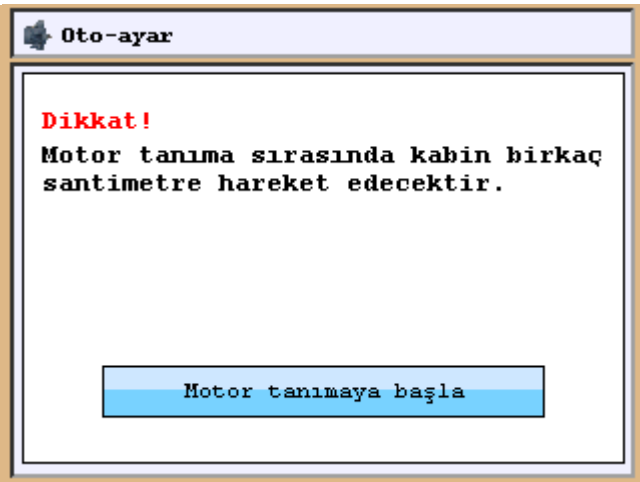 Oto-ayar
Dikkat!
Motor tanıma sırasında kabin birkaç
santimetre hareket edecektir.
Motor tanımaya başla